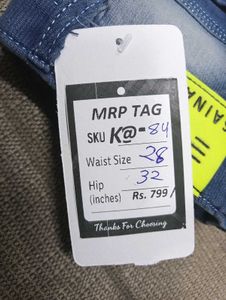 MRP TAG
SKU K@-84
Waist Size 28
Hip 32
(inches) Rs. 799/
Thanks For Choosing